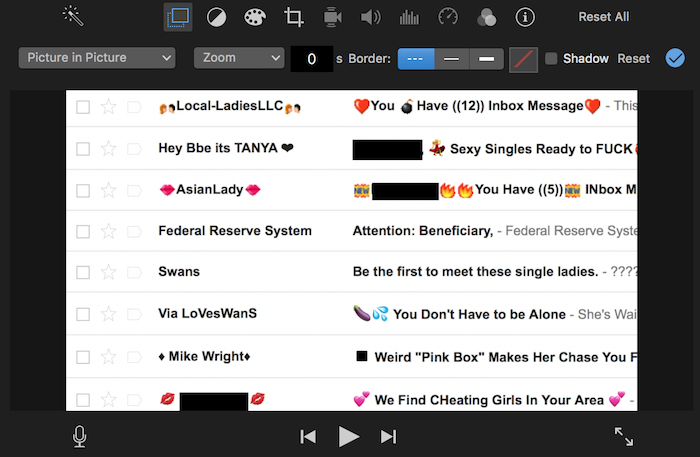 Reset All
Picture in Picture Zoom 0 s Border: Shadow Reset
Local-LadiesLLC ❤️You 💣 Have ((12)) Inbox Message❤️ - This
Hey Bbe its TANYA ❤ 💃 Sexy Singles Ready to FUCK
💋AsianLady💋 🆕 🔥🔥You Have ((5))🆕 INbox M
Federal Reserve System Attention: Beneficiary, - Federal Reserve Syste
Swans Be the first to meet these single ladies. - ????
Via LoVesWanS 🍆💦 You Don't Have to be Alone - She's Wai
♦ Mike Wright♦ ■ Weird "Pink Box" Makes Her Chase You F
💋 💋 💕 We Find CHeating Girls In Your Area 💕 -